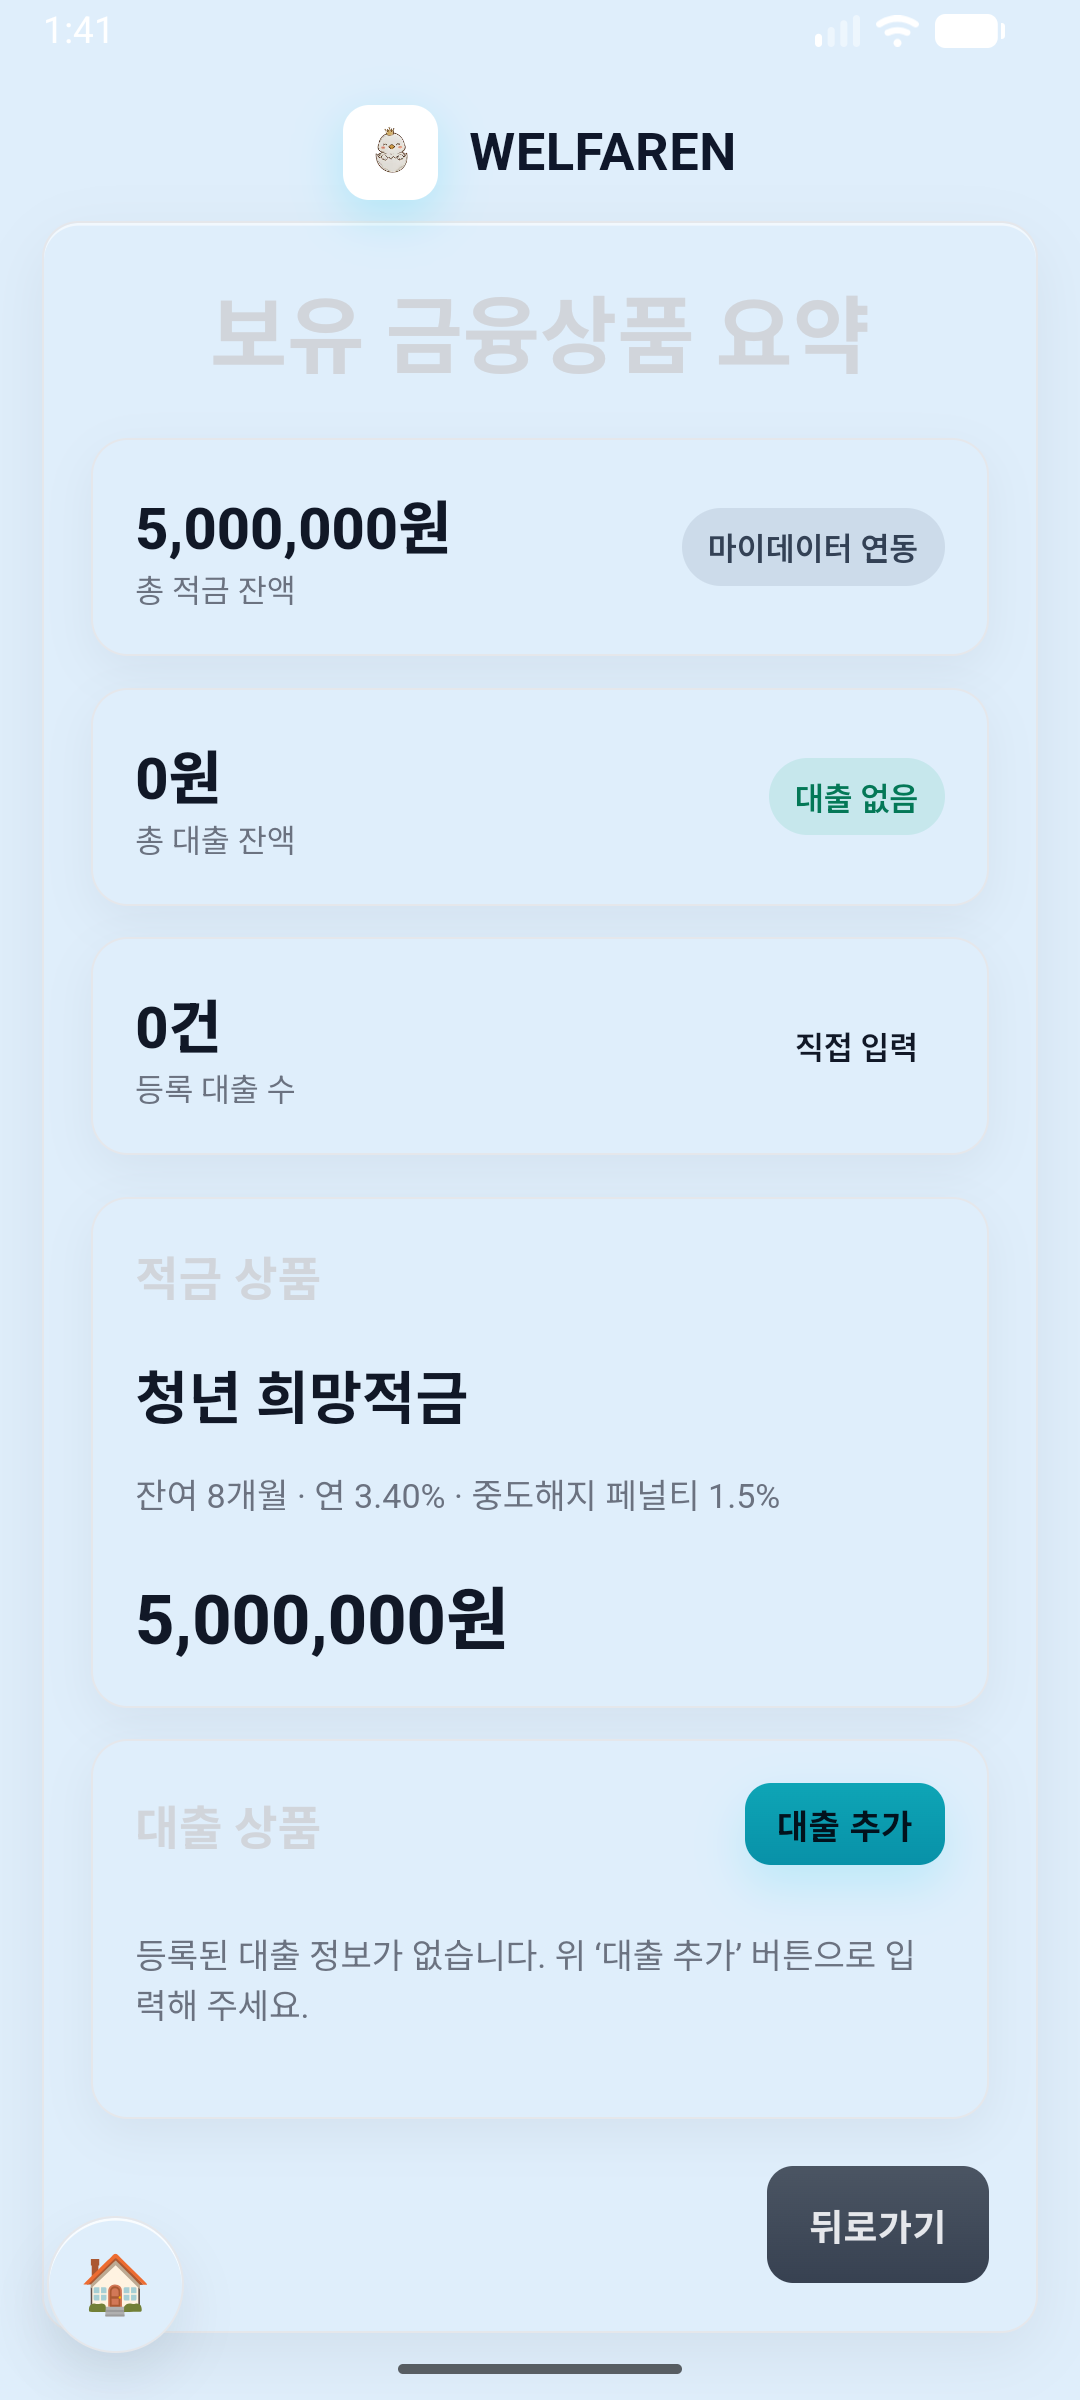 1:41
WELFAREN
보유 금융상품 요약
5,000,000원
총 적금 잔액
마이데이터 연동
0원
총 대출 잔액
대출 없음
0건
등록 대출 수
직접 입력
적금 상품
청년 희망적금
잔여 8개월 · 연 3.40% · 중도해지 페널티 1.5%
5,000,000원
대출 상품
대출 추가
등록된 대출 정보가 없습니다. 위 ‘대출 추가’ 버튼으로 입
력해 주세요.
뒤로가기